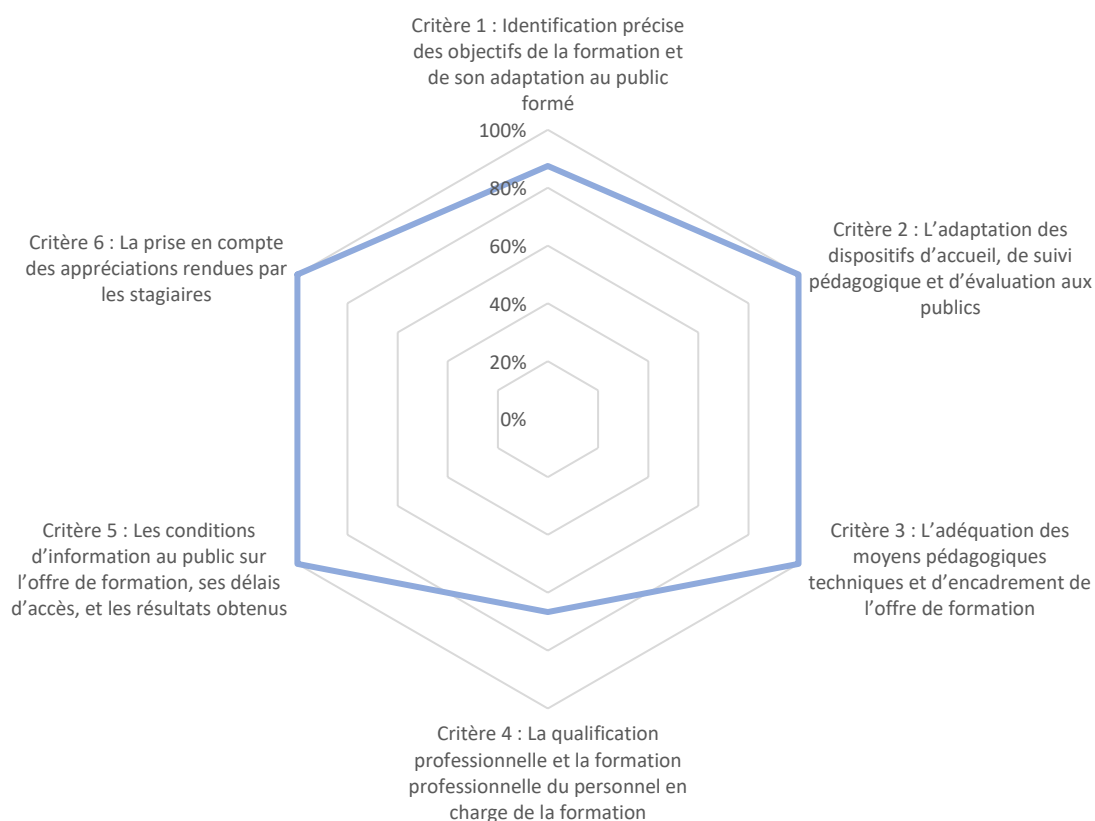 Critère 1 : Identification précise
des objectifs de la formation et
de son adaptation au public
formé
100%
80%
60%
40%
20%
0%
Critère 2 : L’adaptation des
dispositifs d’accueil, de suivi
pédagogique et d’évaluation aux
publics
Critère 3 : L’adéquation des
moyens pédagogiques
techniques et d’encadrement de
l’offre de formation
Critère 4 : La qualification
professionnelle et la formation
professionnelle du personnel en
charge de la formation
Critère 5 : Les conditions
d’information au public sur
l’offre de formation, ses délais
d’accès, et les résultats obtenus
Critère 6 : La prise en compte
des appréciations rendues par
les stagiaires